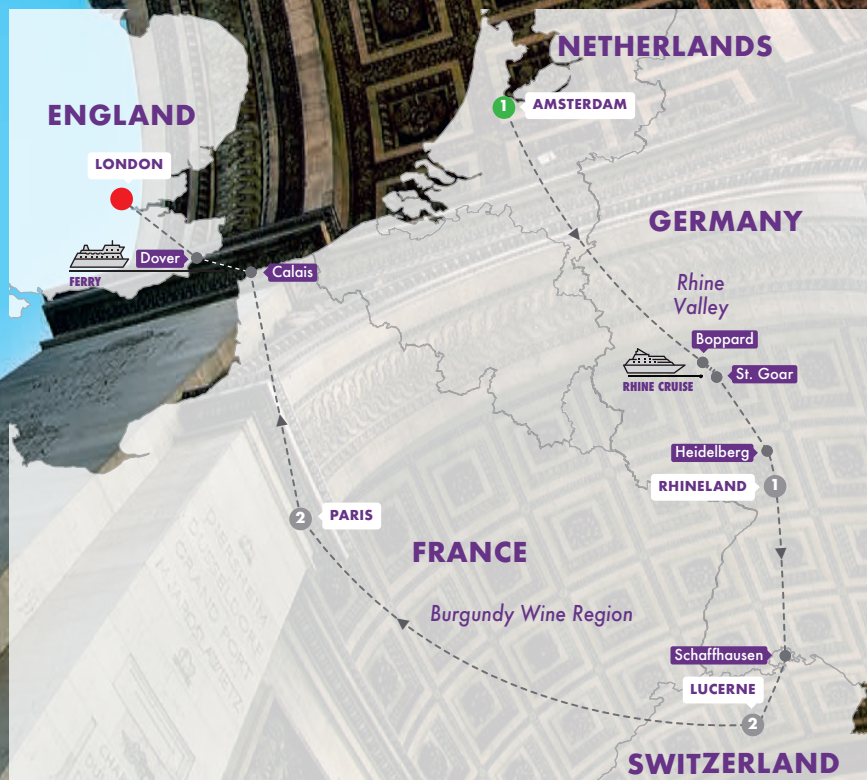 NETHERLANDS
1 AMSTERDAM
ENGLAND
LONDON
GERMANY
Dover
FERRY
Calais
Rhine
Valley
Boppard
St. Goar
RHINE CRUISE
Heidelberg
RHINELAND 1
2 PARIS
FRANCE
Burgundy Wine Region
Schaffhausen
LUCERNE
2
SWITZERLAND